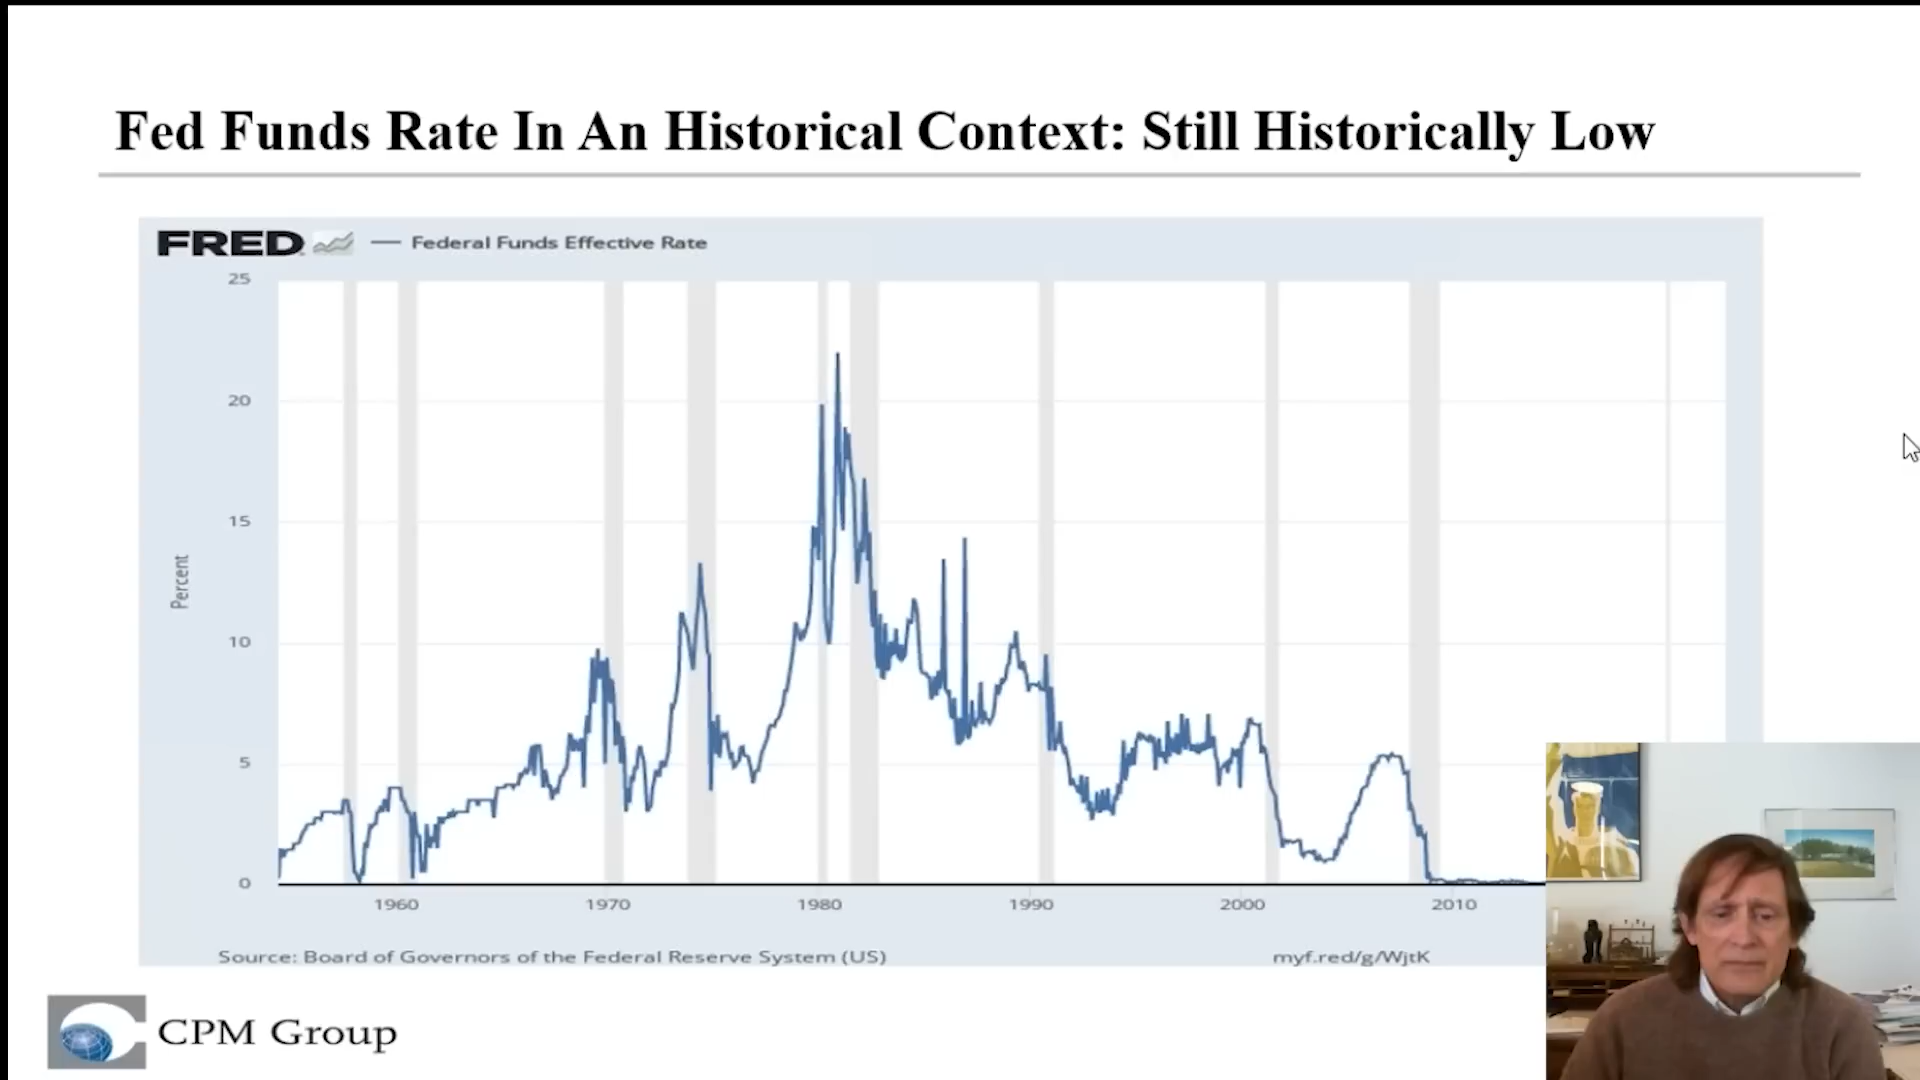 Fed Funds Rate In An Historical Context: Still Historically Low
FRED — Federal Funds Effective Rate
25
20
15
10
5
0
Percent
1960 1970 1980 1990 2000 2010
Source: Board of Governors of the Federal Reserve System (US) myf.red/g/WjtK
CPM Group